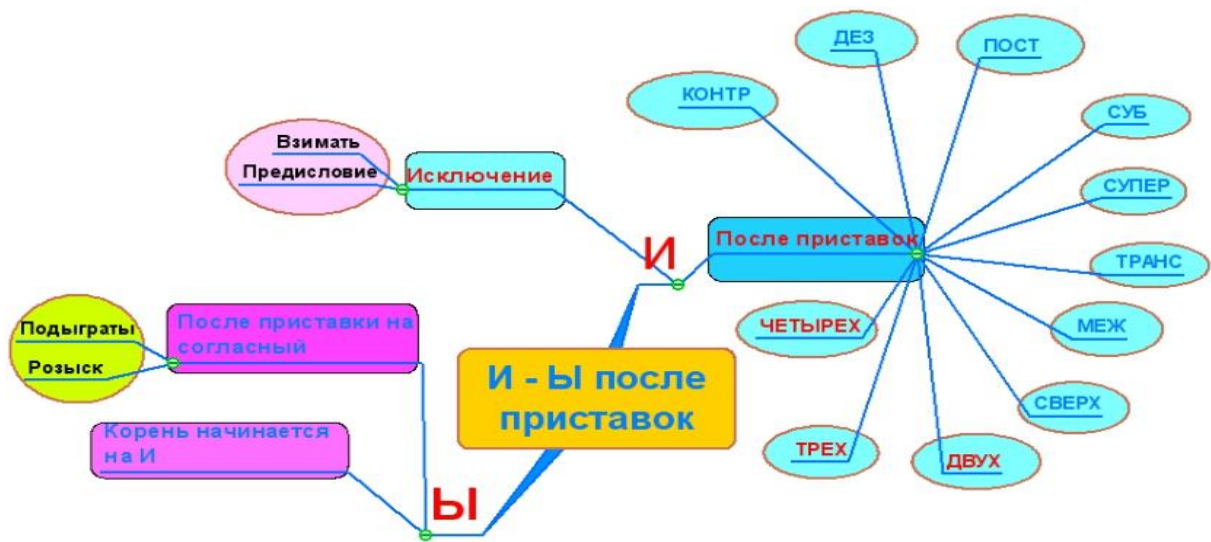 И - Ы после
приставок
И
После приставок
КОНТР
ДЕЗ
ПОСТ
СУБ
СУПЕР
ТРАНС
МЕЖ
СВЕРХ
ДВУХ
ТРЕХ
ЧЕТЫРЕХ
Исключение
Взимать
Предисловие
Ы
После приставки на
согласный
Подыграты
Розыск
Корень начинается
на И